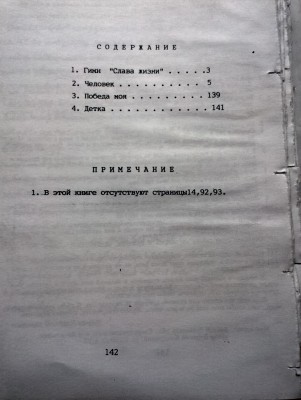 СОДЕРЖАНИЕ
1. Гимн "Слава жизни" . . . . . 3
2. Человек . . . . . . . . . . 5
3. Победа моя . . . . . . . . 139
4. Детка . . . . . . . . . . . 141
ПРИМЕЧАНИЕ
1. В этой книге отсутствуют страницы14,92,93.
142